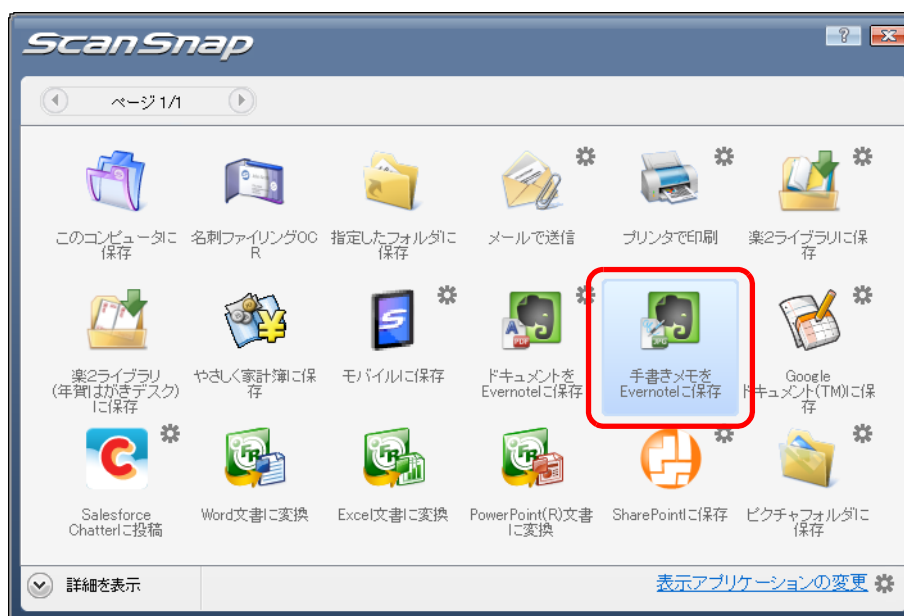 ScanSnap
ページ 1/1
このコンピュータに
保存
名刺ファイリングOC
R
指定したフォルダに
保存
メールで送信
プリンタで印刷
楽2ライブラリに保
存
楽2ライブラリ
(年賀はがきデスク)
に保存
やさしく家計簿に保
存
モバイルに保存
ドキュメントを
Evernoteに保存
手書きメモを
Evernoteに保存
Google
ドキュメント(TM)に保
存
Salesforce
Chatterに投稿
Word文書に変換
Excel文書に変換
PowerPoint(R)文書
に変換
SharePointに保存
ピクチャフォルダに
保存
詳細を表示
表示アプリケーションの変更